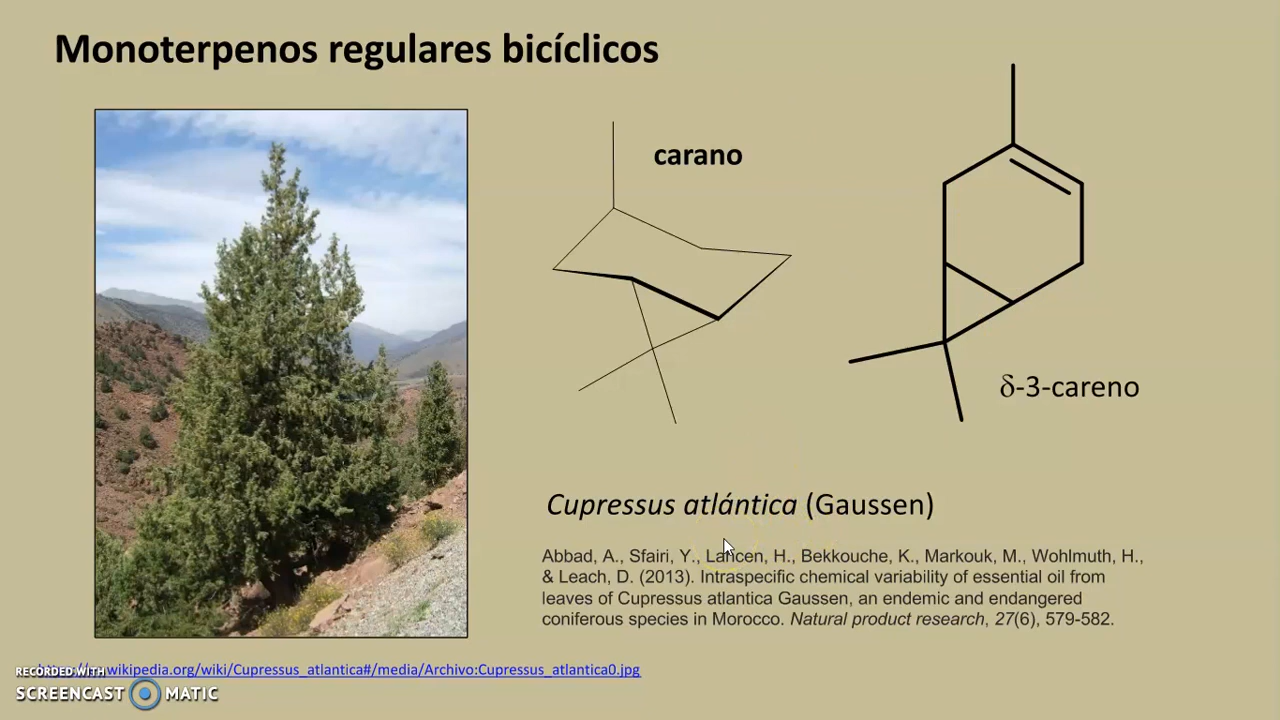 Monoterpenos regulares bicíclicos
carano
δ-3-careno
Cupressus atlántica (Gaussen)
Abbad, A., Sfairi, Y., Lahcen, H., Bekkouche, K., Markouk, M., Wohlmuth, H.,
& Leach, D. (2013). Intraspecific chemical variability of essential oil from
leaves of Cupressus atlantica Gaussen, an endemic and endangered
coniferous species in Morocco. Natural product research, 27(6), 579-582.
wikipedia.org/wiki/Cupressus_atlantica#/media/Archivo:Cupressus_atlantica0.jpg
RECORDED WITH
SCREENCAST MATIC